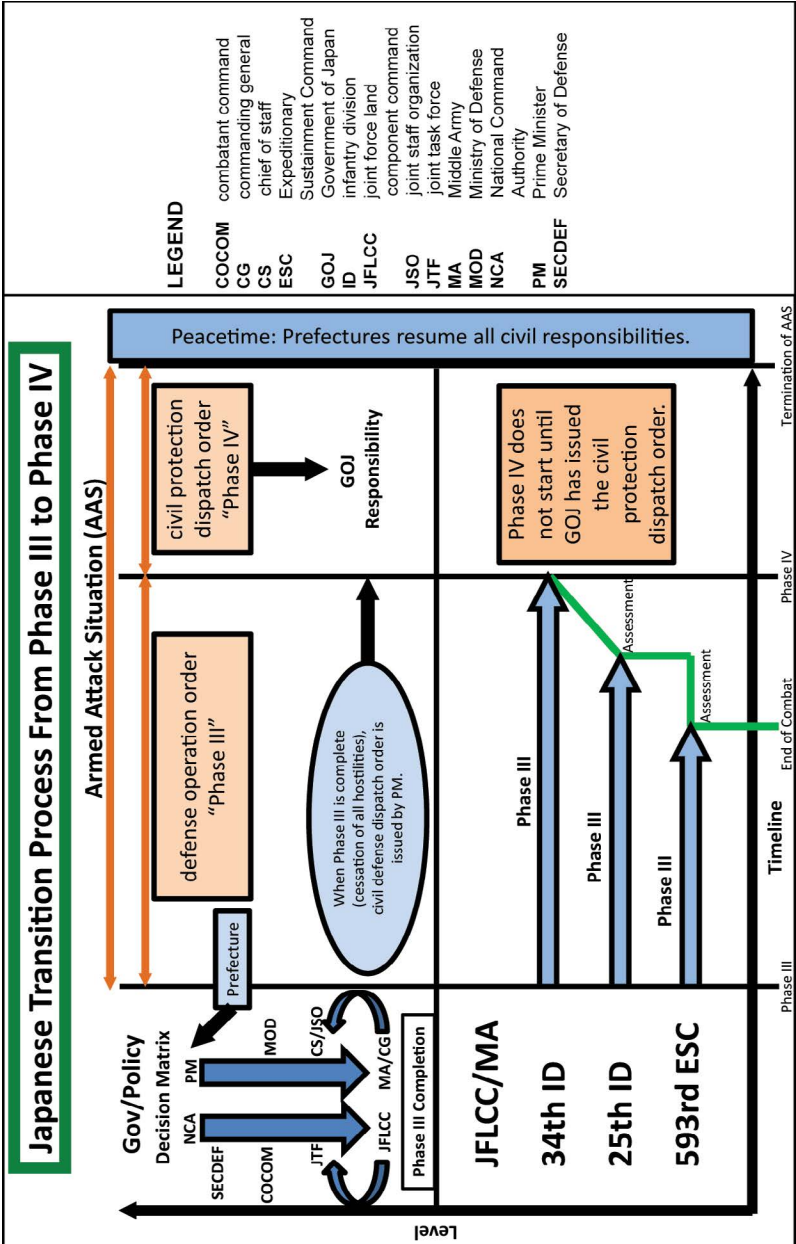 Japanese Transition Process From Phase III to Phase IV
Armed Attack Situation (AAS)
Gov/Policy
Decision Matrix
NCA
PM
SECDEF
MOD
COCOM
JTF
CS/JSO
JFLCC
MA/CG
Phase III Completion
Prefecture
defense operation order
“Phase III”
civil protection
dispatch order
“Phase IV”
When Phase III is complete
(cessation of all hostilities),
civil defense dispatch order is
issued by PM.
GOJ
Responsibility
Peacetime: Prefectures resume all civil responsibilities.
Level
JFLCC/MA
34th ID
25th ID
593rd ESC
Phase III
Phase III
Phase III
Assessment
Assessment
Phase IV does
not start until
GOJ has issued
the civil
protection
dispatch order.
Timeline
Phase III
End of Combat
Phase IV
Termination of AAS
LEGEND
COCOM combatant command
CG commanding general
CS chief of staff
ESC Expeditionary
Sustainment Command
GOJ Government of Japan
ID infantry division
JFLCC joint force land
component command
JSO joint staff organization
JTF joint task force
MA Middle Army
MOD Ministry of Defense
NCA National Command
Authority
PM Prime Minister
SECDEF Secretary of Defense